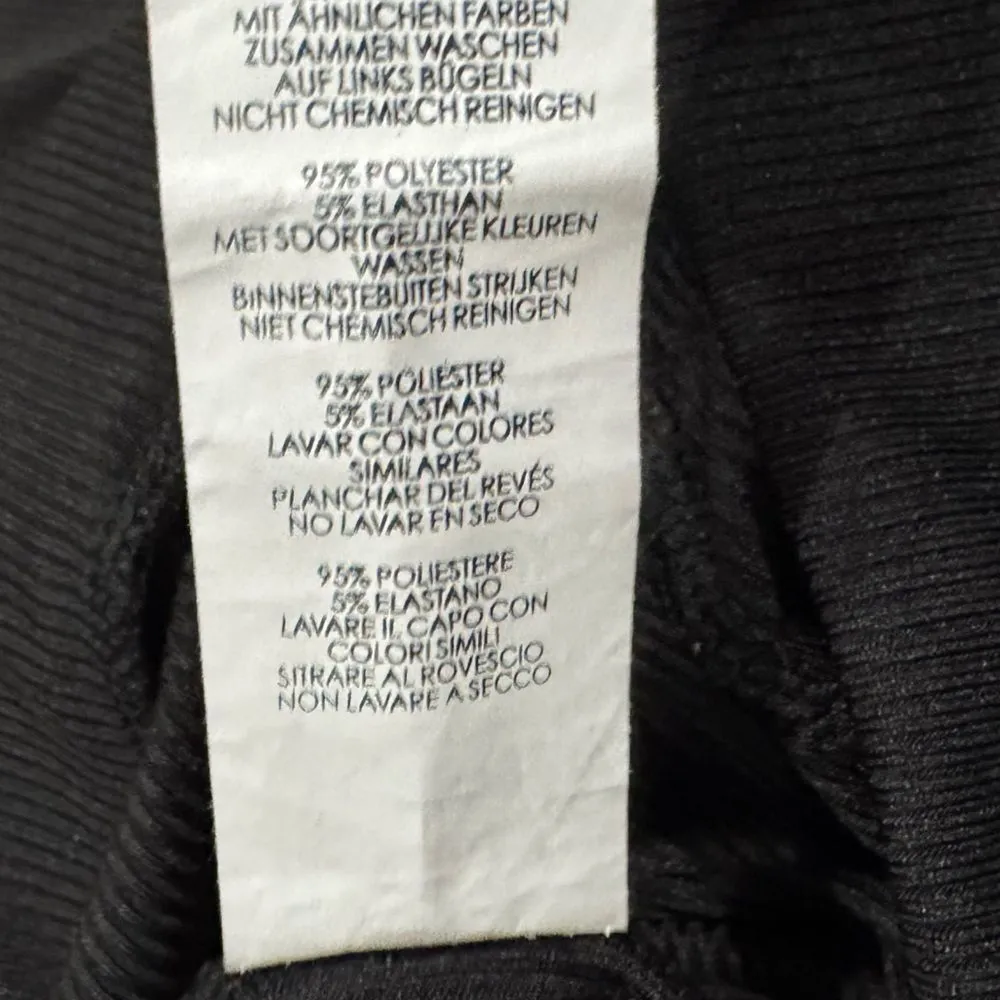 MIT ÄHNLICHEN FARBEN
ZUSAMMEN WASCHEN
AUF LINKS BÜGELN
NICHT CHEMISCH REINIGEN
95% POLYESTER
5% ELASTHAN
MET SOORTGELIJKE KLEUREN
WASSEN
BINNENSTEBUITEN STRIJKEN
NIET CHEMISCH REINIGEN
95% POLIÉSTER
5% ELASTAAN
LAVAR CON COLORES
SIMILARES
PLANCHAR DEL REVÉS
NO LAVAR EN SECO
95% POLIESTERE
5% ELASTANO
LAVARE IL CAPO CON
COLORI SIMILI
SITRARE AL ROVESCIO
NON LAVARE A SECCO